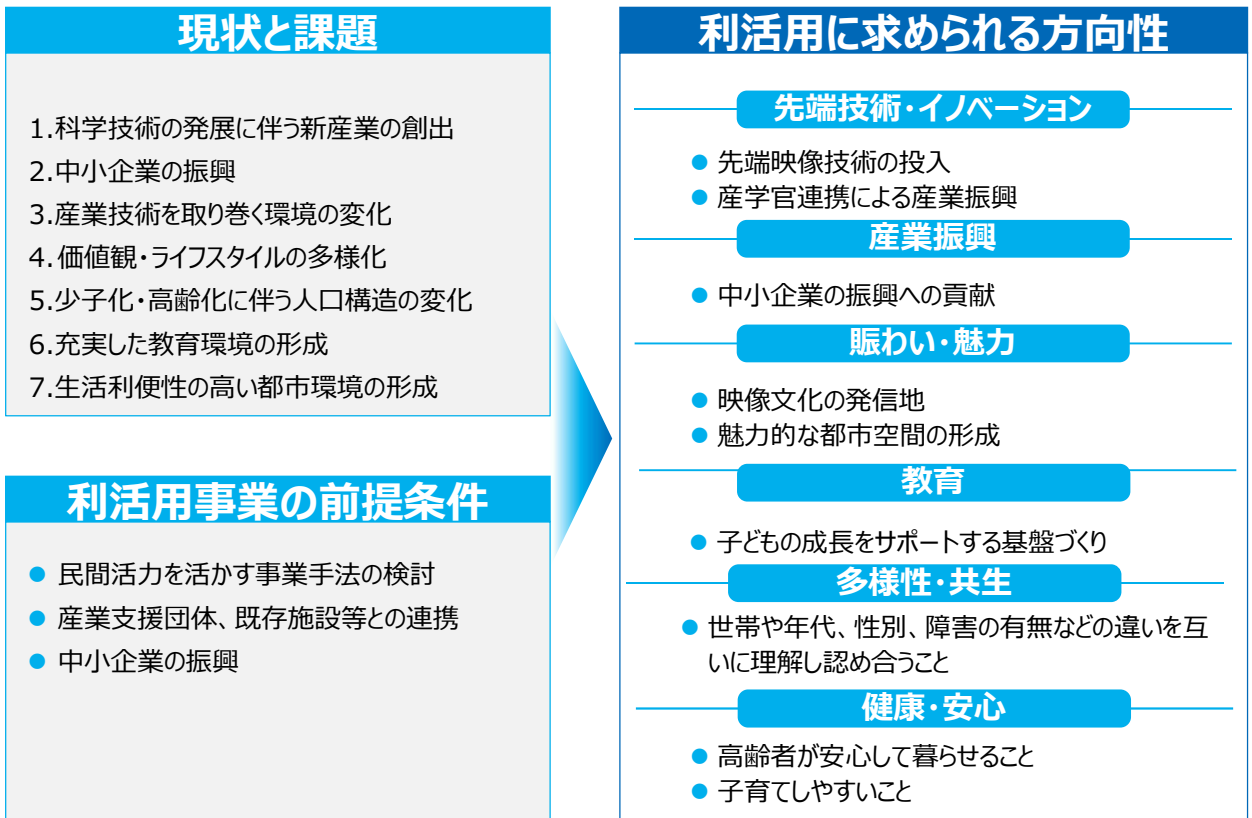 現状と課題
1.科学技術の発展に伴う新産業の創出
2.中小企業の振興
3.産業技術を取り巻く環境の変化
4.価値観・ライフスタイルの多様化
5.少子化・高齢化に伴う人口構造の変化
6.充実した教育環境の形成
7.生活利便性の高い都市環境の形成
利活用事業の前提条件
● 民間活力を活かす事業手法の検討
● 産業支援団体、既存施設等との連携
● 中小企業の振興
利活用に求められる方向性
先端技術・イノベーション
● 先端映像技術の投入
● 産学官連携による産業振興
産業振興
● 中小企業の振興への貢献
賑わい・魅力
● 映像文化の発信地
● 魅力的な都市空間の形成
教育
● 子どもの成長をサポートする基盤づくり
多様性・共生
● 世帯や年代、性別、障害の有無などの違いを互
いに理解し認め合うこと
健康・安心
● 高齢者が安心して暮らせること
● 子育てしやすいこと